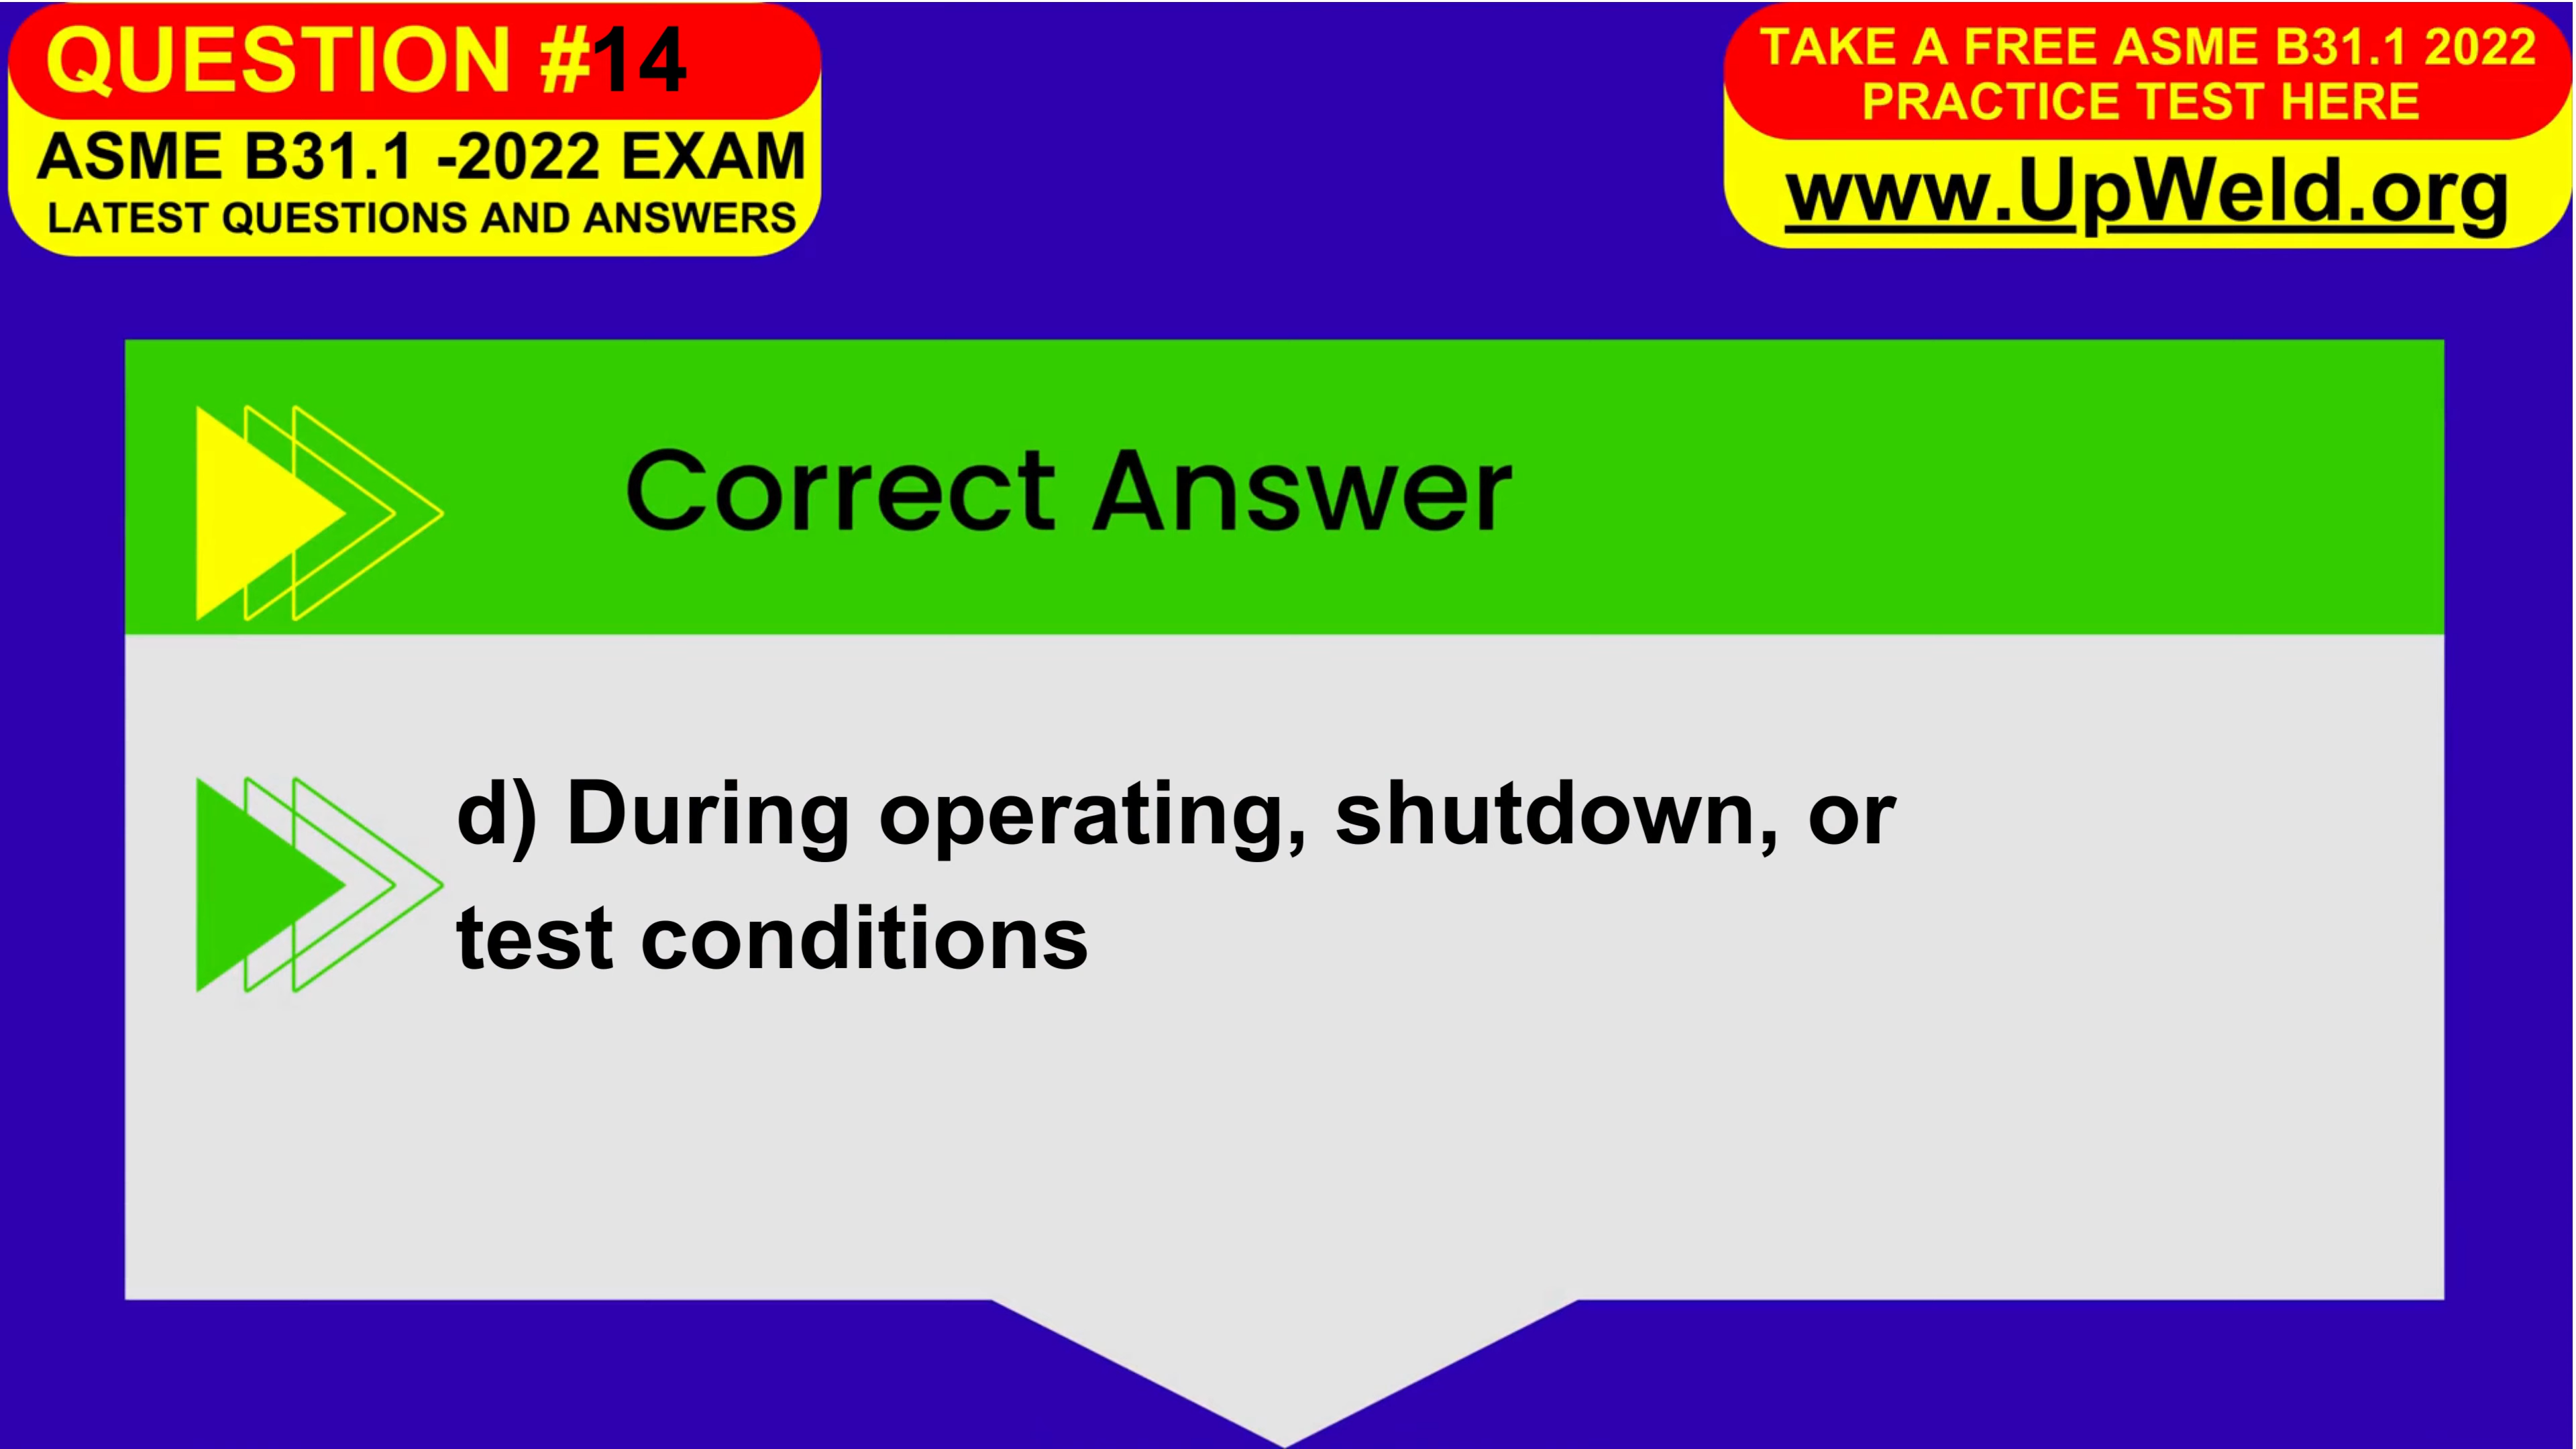 QUESTION #14
ASME B31.1 -2022 EXAM
LATEST QUESTIONS AND ANSWERS
TAKE A FREE ASME B31.1 2022
PRACTICE TEST HERE
www.UpWeld.org
Correct Answer
d) During operating, shutdown, or
test conditions